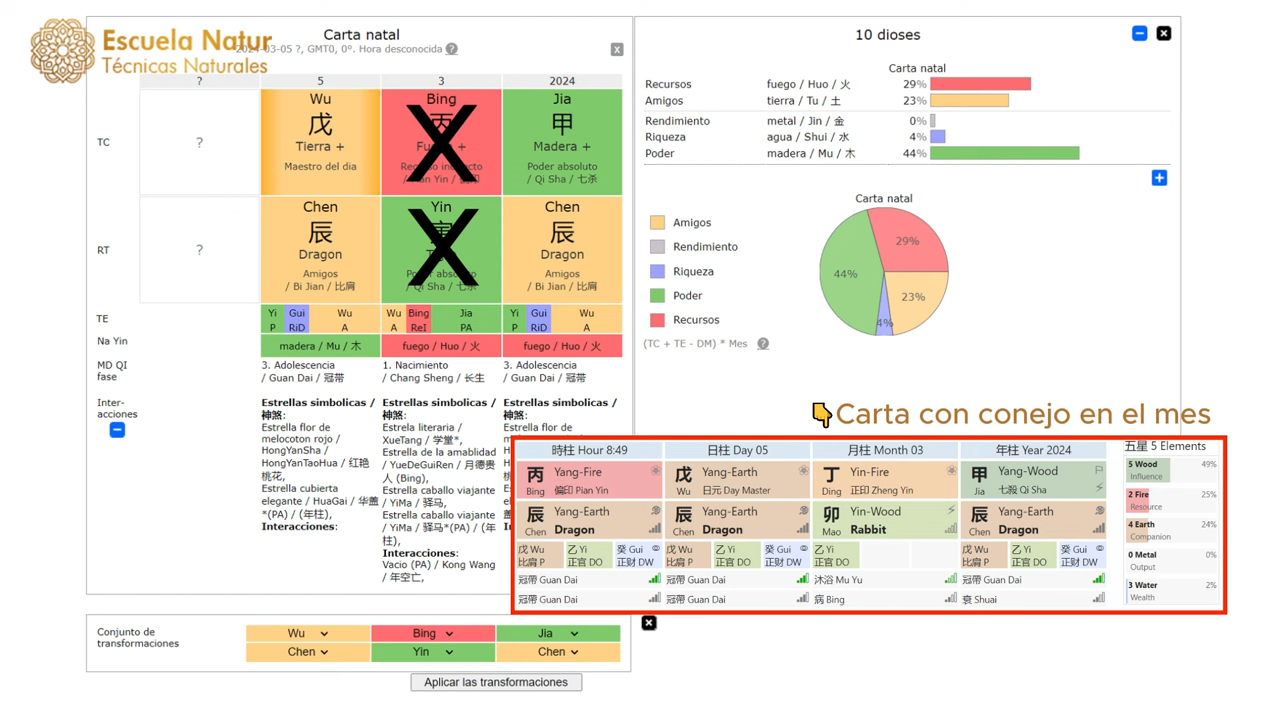 Escuela Natur
Técnicas Naturales
Carta natal
2024-03-05 ?, GMT0, 0º. Hora desconocida ?
x
? 5 3 2024
TC
?
Wu
戊
Tierra +
Maestro del dia
Bing
丙
Fuego +
Recurso indirecto
/ Pian Yin /
Jia
甲
Madera +
Poder absoluto
/ Qi Sha / 七杀
RT
?
Chen
辰
Dragon
Amigos
/ Bi Jian / 比肩
Yin
寅
Poder absoluto
/ Qi Sha / 七杀
Chen
辰
Dragon
Amigos
/ Bi Jian / 比肩
TE
Yi Gui Wu
P RiD A
Wu Bing Jia
A ReI PA
Yi Gui Wu
P RiD A
Na Yin
madera / Mu / 木
fuego / Huo / 火
fuego / Huo / 火
MD QI
fase
3. Adolescencia
/ Guan Dai / 冠带
1. Nacimiento
/ Chang Sheng / 长生
3. Adolescencia
/ Guan Dai / 冠带
Inter-
acciones
Estrellas simbolicas /
神煞:
Estrella flor de
melocoton rojo /
HongYanSha /
HongYanTaoHua / 红艳
桃花,
Estrella cubierta
elegante / HuaGai / 华盖
*(PA) / (年柱),
Interacciones:
Estrellas simbolicas /
神煞:
Estrela literaria /
XueTang / 学堂*,
Estrella de la amabilidad
/ YueDeGuiRen / 月德贵
人 (Bing),
Estrella caballo viajante
/ YiMa / 驿马,
Estrella caballo viajante
/ YiMa / 驿马*(PA) / (年
柱),
Interacciones:
Vacio (PA) / Kong Wang
/ 年空亡,
Estrellas simbolicas /
神煞:
Conjunto de
transformaciones
Wu Bing Jia
Chen Yin Chen
Aplicar las transformaciones
10 dioses
Carta natal
Recursos fuego / Huo / 火 29%
Amigos tierra / Tu / 土 23%
Rendimiento metal / Jin / 金 0%
Riqueza agua / Shui / 水 4%
Poder madera / Mu / 木 44%
Carta natal
Amigos
Rendimiento
Riqueza
Poder
Recursos
29%
44%
23%
4%
(TC + TE - DM) * Mes ?
👇Carta con conejo en el mes
時柱 Hour 8:49 日柱 Day 05 月柱 Month 03 年柱 Year 2024
丙 Yang-Fire
Bing 偏印 Pian Yin
戊 Yang-Earth
Wu 日元 Day Master
丁 Yin-Fire
Ding 正印 Zheng Yin
甲 Yang-Wood
Jia 七殺 Qi Sha
辰 Yang-Earth
Chen Dragon
辰 Yang-Earth
Chen Dragon
卯 Yin-Wood
Mao Rabbit
辰 Yang-Earth
Chen Dragon
戊 Wu 乙 Yi 癸 Gui
比肩 P 正官 DO 正財 DW
戊 Wu 乙 Yi 癸 Gui
比肩 P 正官 DO 正財 DW
乙 Yi
正官 DO
戊 Wu 乙 Yi 癸 Gui
比肩 P 正官 DO 正財 DW
冠帶 Guan Dai 冠帶 Guan Dai 沐浴 Mu Yu 冠帶 Guan Dai
冠帶 Guan Dai 冠帶 Guan Dai 病 Bing 衰 Shuai
五星 5 Elements
5 Wood 49%
Influence
2 Fire 25%
Resource
4 Earth 24%
Companion
0 Metal 0%
Output
3 Water 2%
Wealth